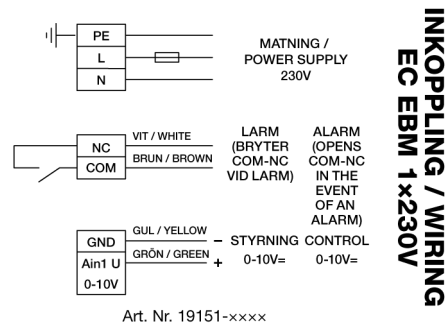 INKOPPLING / WIRING
EC EBM 1×230V
PE
L
N
MATNING /
POWER SUPPLY
230V
NC
COM
VIT / WHITE
BRUN / BROWN
LARM
(BRYTER
COM-NC
VID LARM)
ALARM
(OPENS
COM-NC
IN THE
EVENT
OF AN
ALARM)
GND
Ain1 U
0-10V
GUL / YELLOW
GRÖN / GREEN
−
+
STYRNING
0-10V=
CONTROL
0-10V=
Art. Nr. 19151-××××